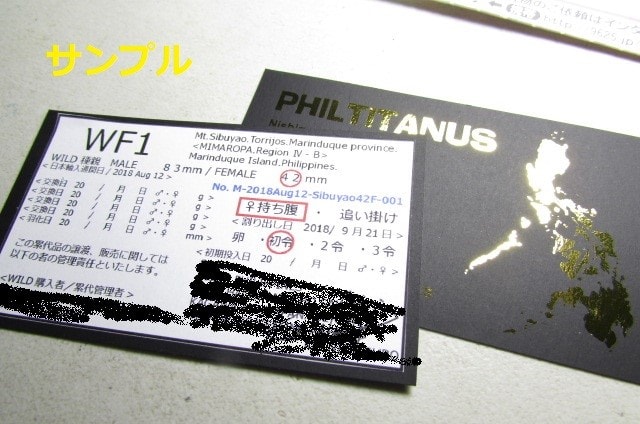 サンプル
PHILTITANUS
WF1
Mt.Sibuyao.Torrijos.Marinduque province.
<MIMAROPA.Region Ⅳ - B>
Marinduque Island.Philippines.
WILD 種親 MALE 83mm / FEMALE 42mm
<日本輸入通関日 / 2018 Aug 12>
No. M-2018Aug12-Sibuyao42F-001
<交換日 20 / 月 日 ♂・♀ g>
<交換日 20 / 月 日 ♂・♀ g>
<交換日 20 / 月 日 ♂・♀ g>
<羽化日 20 / 月 日 ♂・♀ mm>
♀持ち腹 ・ 追い掛け
<割り出し日 2018/ 9月21日>
卵 ・初令 ・2令 ・3令
<初期投入日 20 / 月 日 ♂・♀ g>
この累代品の譲渡、販売に関しては
以下の者の管理責任といたします。
<WILD 購入者/累代管理者>